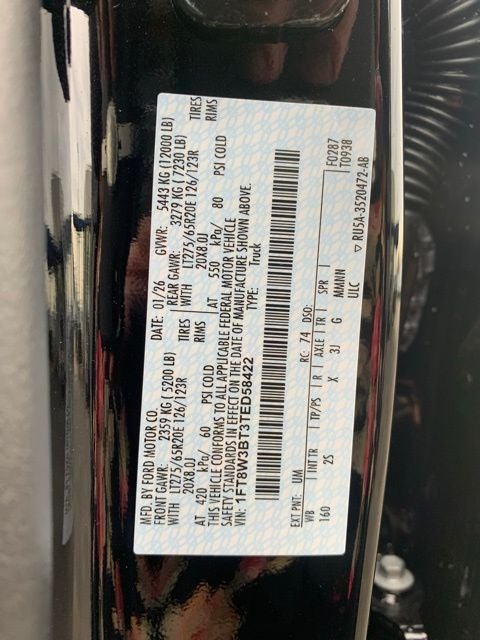 MFD. BY FORD MOTOR CO.
DATE: 01/26 GVWR: 5443 KG (12000 LB)
FRONT GAWR: 2359 KG (5200 LB) REAR GAWR: 3279 KG (7230 LB)
WITH LT275/65R20E 126/123R TIRES WITH LT275/65R20E 126/123R TIRES
20X8.0J RIMS 20X8.0J RIMS
AT 420 kPa/ 60 PSI COLD AT 550 kPa/ 80 PSI COLD
SAFETY STANDARDS IN EFFECT ON THE DATE OF MANUFACTURE SHOWN ABOVE.
THIS VEHICLE CONFORMS TO ALL APPLICABLE FEDERAL MOTOR VEHICLE
VIN: 1FT8W3BT3TED58422
TYPE: Truck
F0287
T0938
EXT PNT: UM RC: 74 DSO:
WB INT TR TP/PS R AXLE TR SPR
160 2S X 3J G NMNNN
ULC
▽ RU5A-3520472-AB